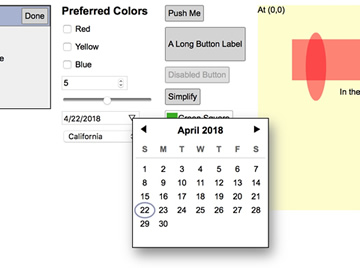 Done
Preferred Colors
Red
Yellow
Blue
5
4/22/2018
California
Push Me
A Long Button Label
Disabled Button
Simplify
Green Square
At (0,0)
In the
April 2018
S M T W T F S
1 2 3 4 5 6 7
8 9 10 11 12 13 14
15 16 17 18 19 20 21
22 23 24 25 26 27 28
29 30